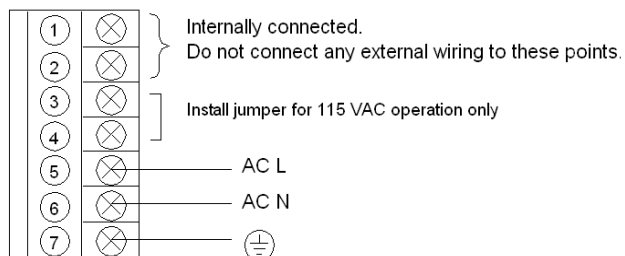 1
Internally connected.
2
Do not connect any external wiring to these points.
3
Install jumper for 115 VAC operation only
4
5
AC L
6
AC N
7